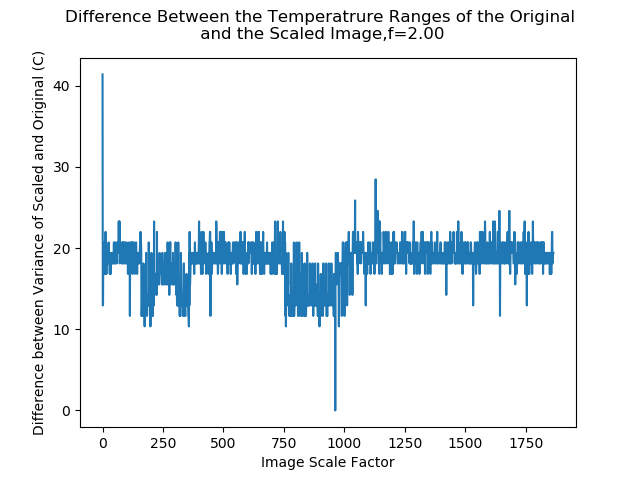 Difference Between the Temperatrure Ranges of the Original
and the Scaled Image,f=2.00
Difference between Variance of Scaled and Original (C)
40
30
20
10
0
0 250 500 750 1000 1250 1500 1750
Image Scale Factor